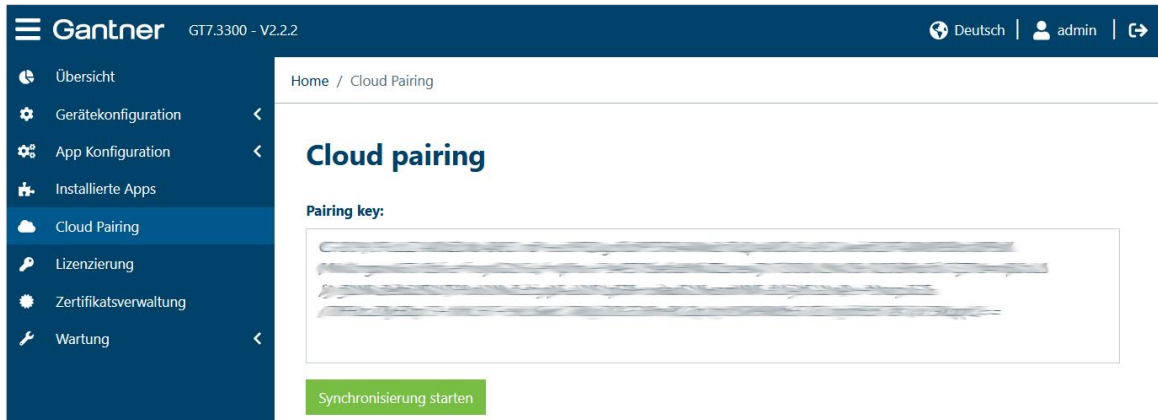 Gantner GT7.3300 - V2.2.2 Deutsch admin
Übersicht
Gerätekonfiguration
App Konfiguration
Installierte Apps
Cloud Pairing
Lizenzierung
Zertifikatsverwaltung
Wartung
Home / Cloud Pairing
Cloud pairing
Pairing key:
Synchronisierung starten